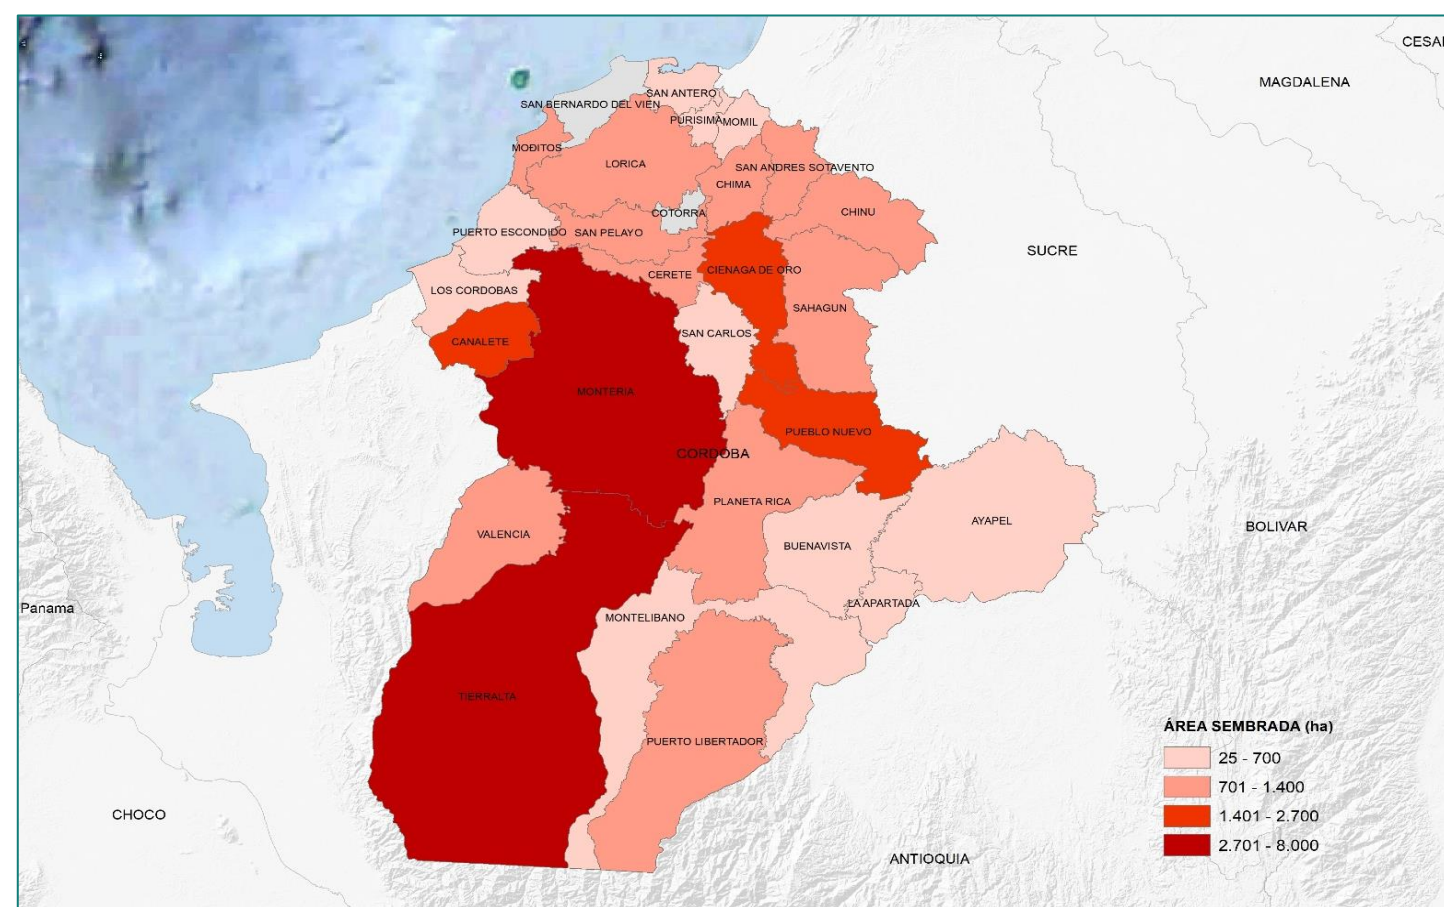 CESAR
MAGDALENA
SAN ANTERO
SAN BERNARDO DEL VIEN
PURISIMA
MOMIL
MOÐITOS
LORICA
SAN ANDRES SOTAVENTO
CHIMA
COTORRA
CHINU
PUERTO ESCONDIDO
SAN PELAYO
SUCRE
CIENAGA DE ORO
CERETE
LOS CORDOBAS
SAHAGUN
SAN CARLOS
CANALETE
MONTERIA
PUEBLO NUEVO
CORDOBA
PLANETA RICA
AYAPEL
BOLIVAR
VALENCIA
BUENAVISTA
LA APARTADA
Panama
MONTELIBANO
TIERRALTA
PUERTO LIBERTADOR
CHOCO
ANTIOQUIA
ÁREA SEMBRADA (ha)
25 - 700
701 - 1.400
1.401 - 2.700
2.701 - 8.000